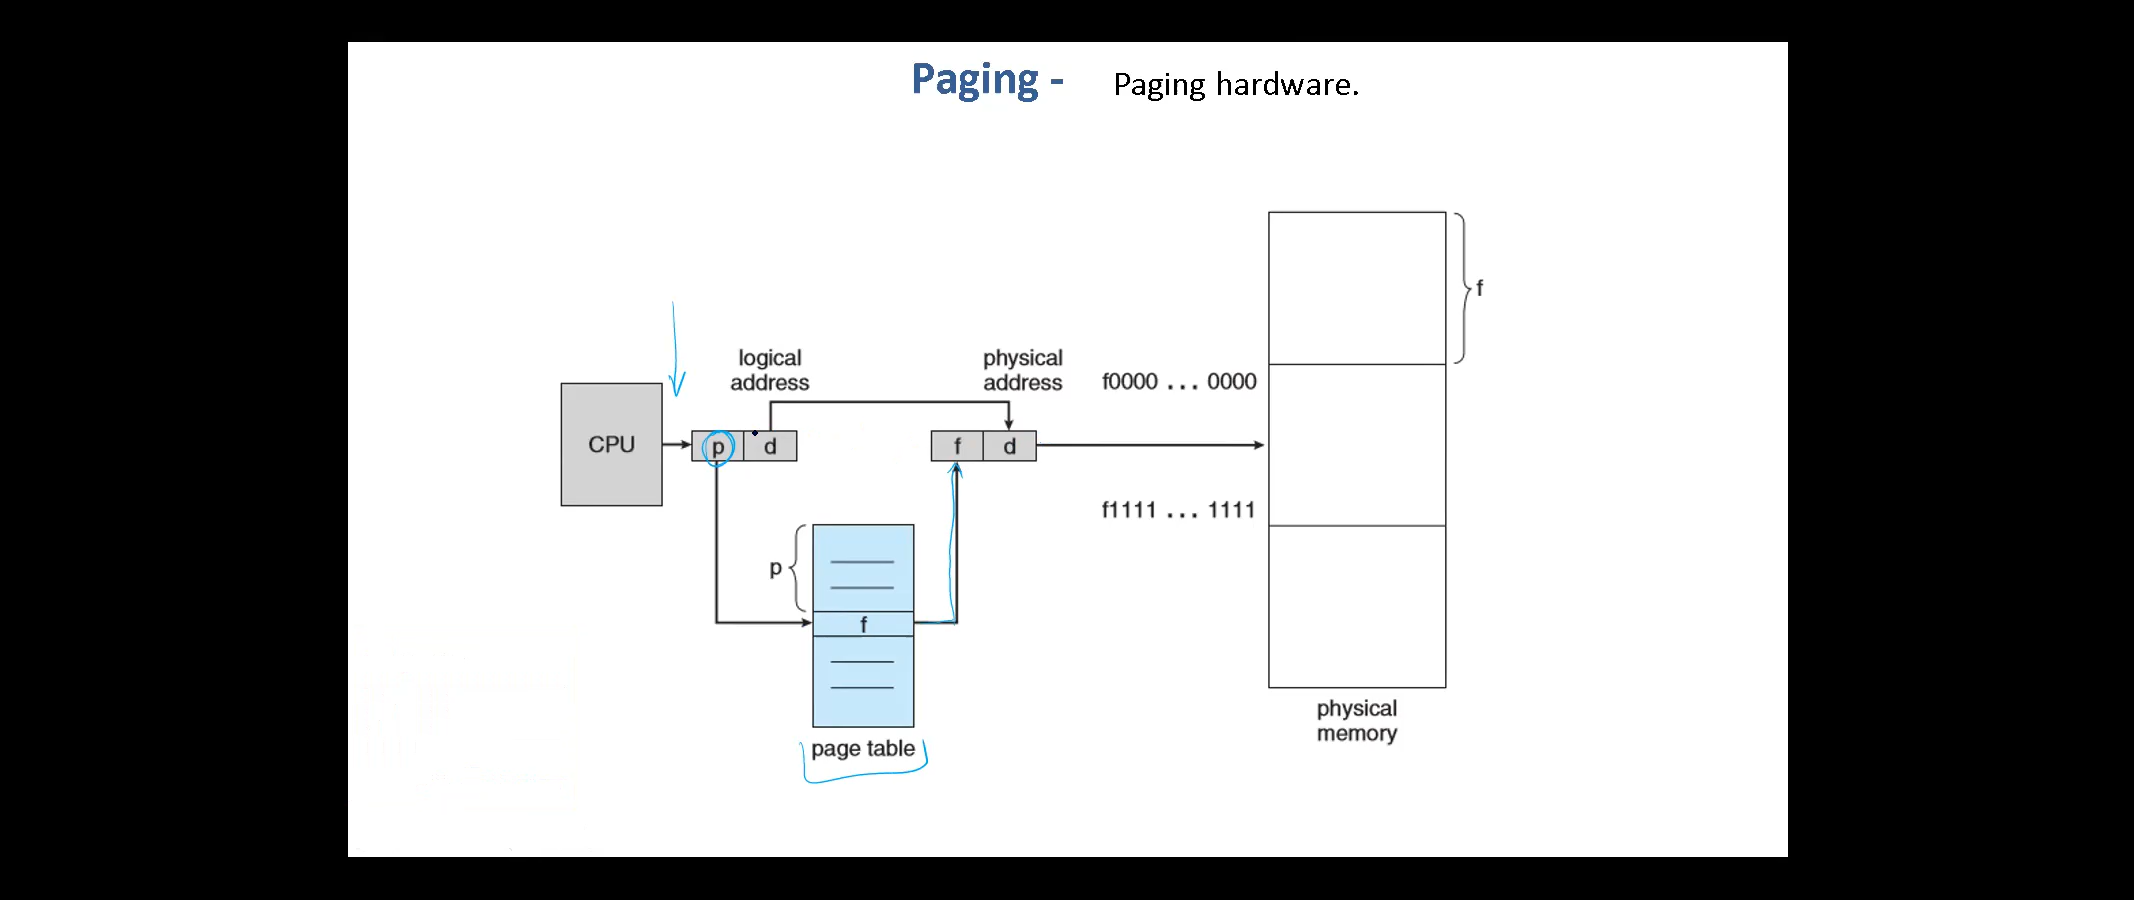 Paging - Paging hardware.
logical
address
physical
address
f0000 ... 0000
f
CPU
p d
f d
f1111 ... 1111
p
f
page table
physical
memory